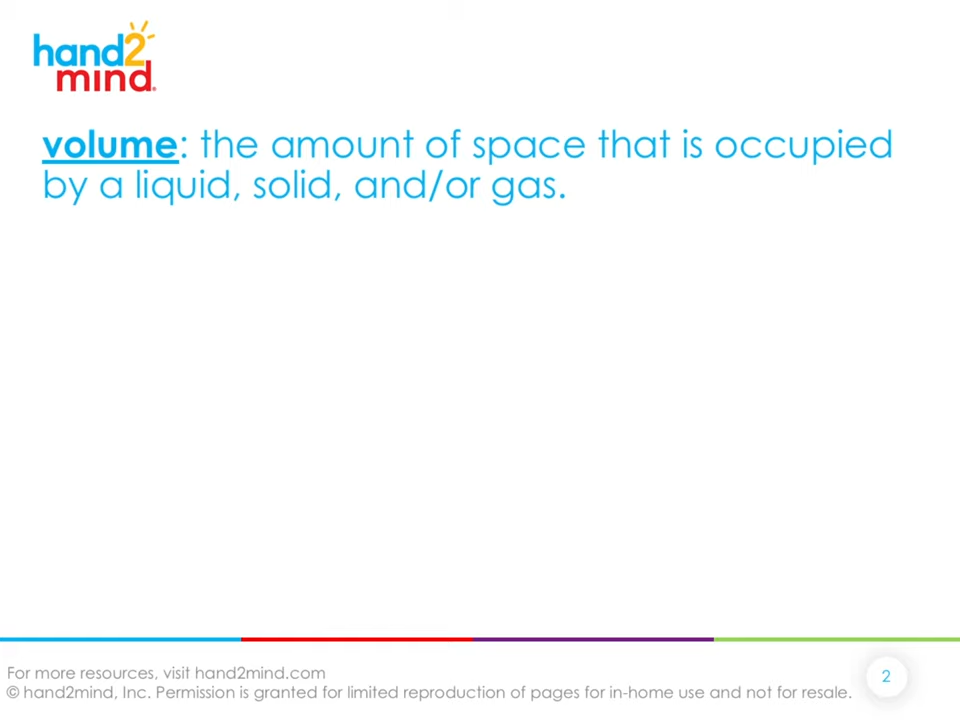 hand2
mind®
volume: the amount of space that is occupied
by a liquid, solid, and/or gas.
For more resources, visit hand2mind.com
© hand2mind, Inc. Permission is granted for limited reproduction of pages for in-home use and not for resale.
2